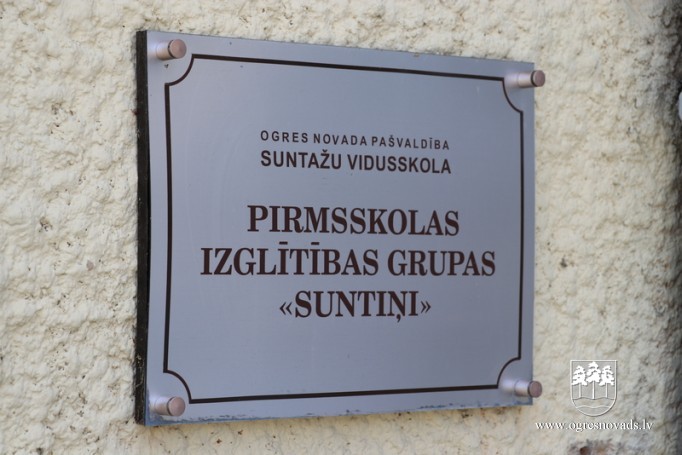 OGRES NOVADA PAŠVALDĪBA
SUNTAŽU VIDUSSKOLA
PIRMSSKOLAS
IZGLĪTĪBAS GRUPAS
«SUNTIŅI»
www.ogresnovads.lv